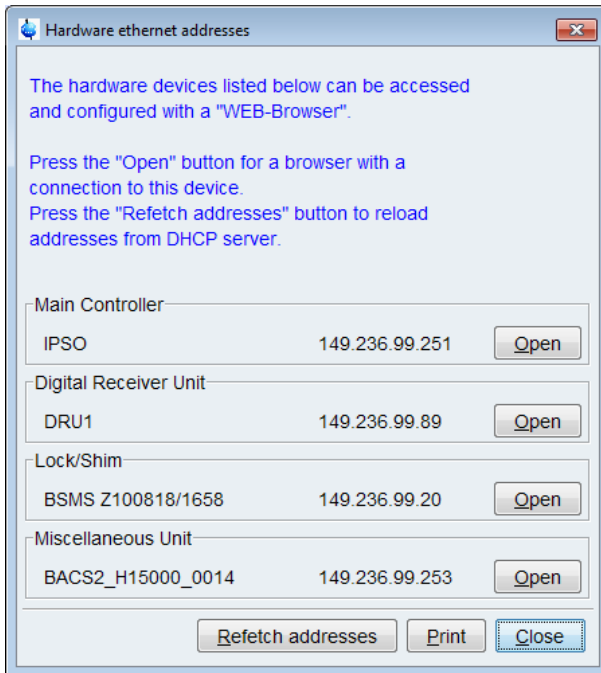 Hardware ethernet addresses
The hardware devices listed below can be accessed
and configured with a "WEB-Browser".
Press the "Open" button for a browser with a
connection to this device.
Press the "Refetch addresses" button to reload
addresses from DHCP server.
Main Controller
IPSO 149.236.99.251 Open
Digital Receiver Unit
DRU1 149.236.99.89 Open
Lock/Shim
BSMS Z100818/1658 149.236.99.20 Open
Miscellaneous Unit
BACS2_H15000_0014 149.236.99.253 Open
Refetch addresses Print Close